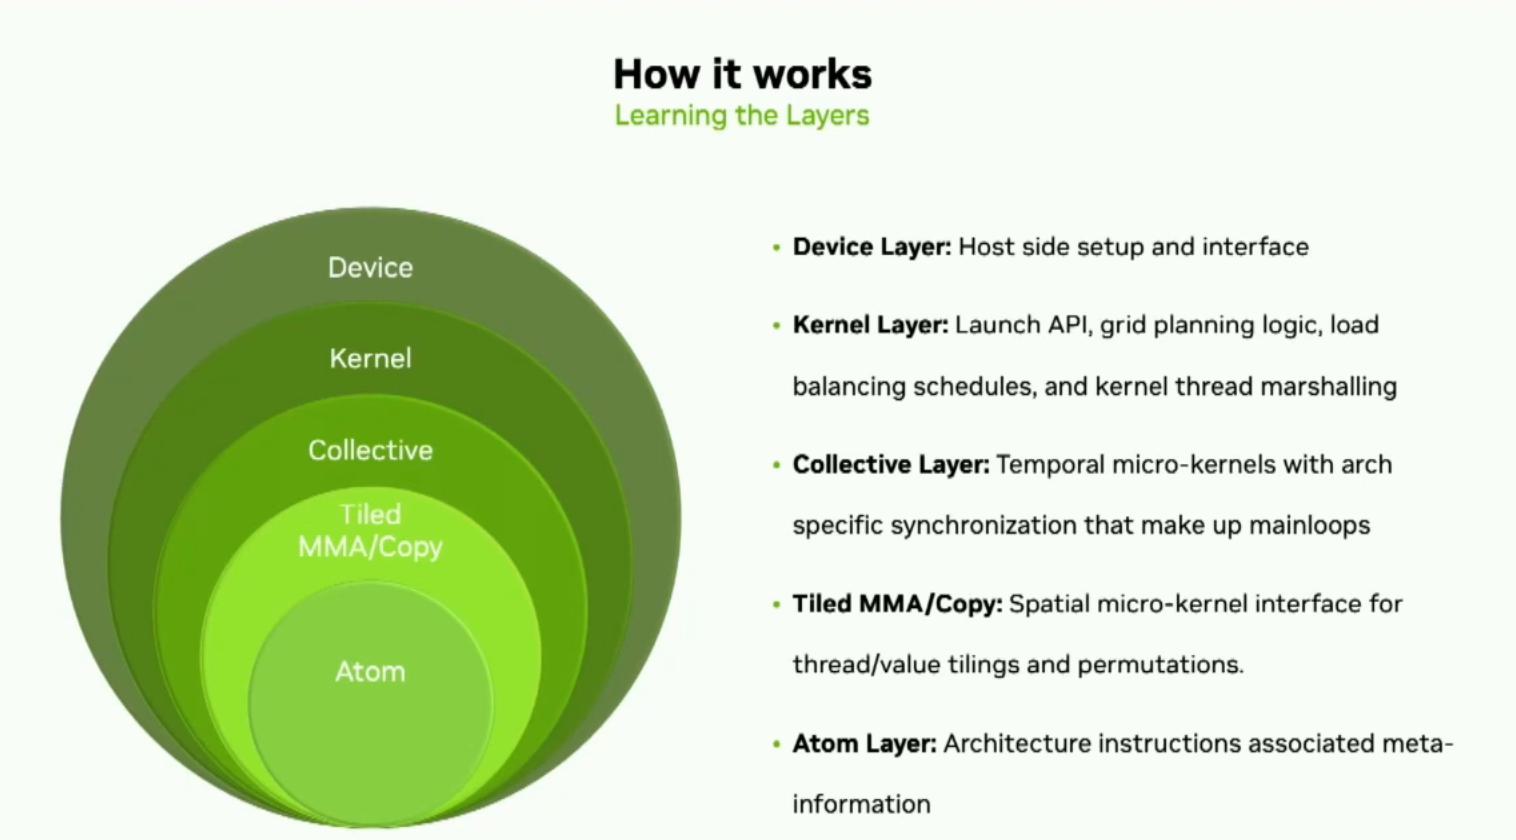 How it works
Learning the Layers
Device
Kernel
Collective
Tiled
MMA/Copy
Atom
• Device Layer: Host side setup and interface
• Kernel Layer: Launch API, grid planning logic, load
balancing schedules, and kernel thread marshalling
• Collective Layer: Temporal micro-kernels with arch
specific synchronization that make up mainloops
• Tiled MMA/Copy: Spatial micro-kernel interface for
thread/value tilings and permutations.
• Atom Layer: Architecture instructions associated meta-
information